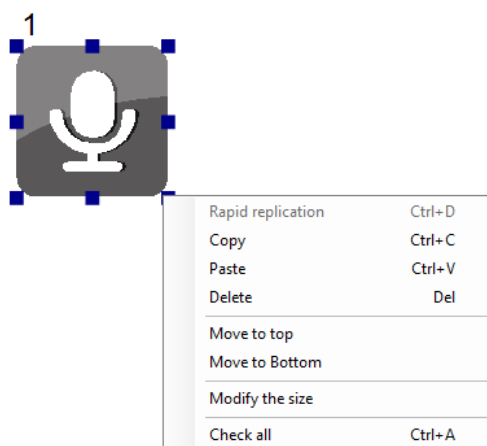 1
Rapid replication Ctrl+D
Copy Ctrl+C
Paste Ctrl+V
Delete Del
Move to top
Move to Bottom
Modify the size
Check all Ctrl+A